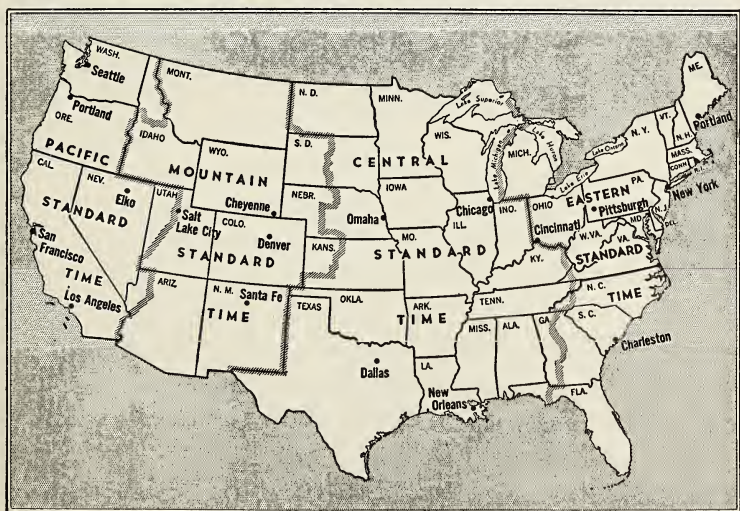 WASH.
Seattle
Portland
ORE.
PACIFIC
IDAHO
MONT.
N. D.
MINN.
Lake Superior
WIS.
Lake Michigan
MICH.
Lake Huron
ME.
Portland
VT.
N.H.
N. Y.
MASS.
CONN.
R.I.
Lake Ontario
Lake Erie
CAL.
NEV.
Elko
STANDARD
San
Francisco
TIME
Los Angeles
MOUNTAIN
WYO.
Cheyenne
UTAH
Salt
Lake City
COLO.
Denver
STANDARD
ARIZ.
N. M.
Santa Fe
TIME
S. D.
CENTRAL
NEBR.
IOWA
Omaha
KANS.
MO.
Chicago
ILL.
STANDARD
IND.
OHIO
Cincinnati
KY.
EASTERN
PA.
Pittsburgh
New York
N.J.
MD.
DEL.
W.VA.
VA.
STANDARD
N. C.
TIME
S. C.
Charleston
TEXAS
OKLA.
ARK.
TIME
TENN.
MISS.
ALA.
GA.
Dallas
LA.
New
Orleans
FLA.